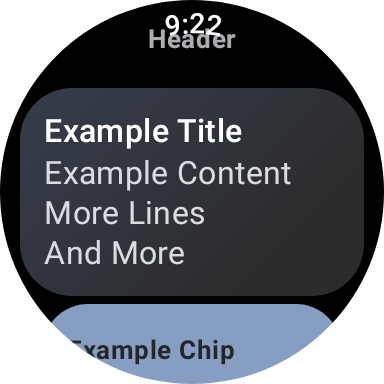 9:22
Header
Example Title
Example Content
More Lines
And More
Example Chip